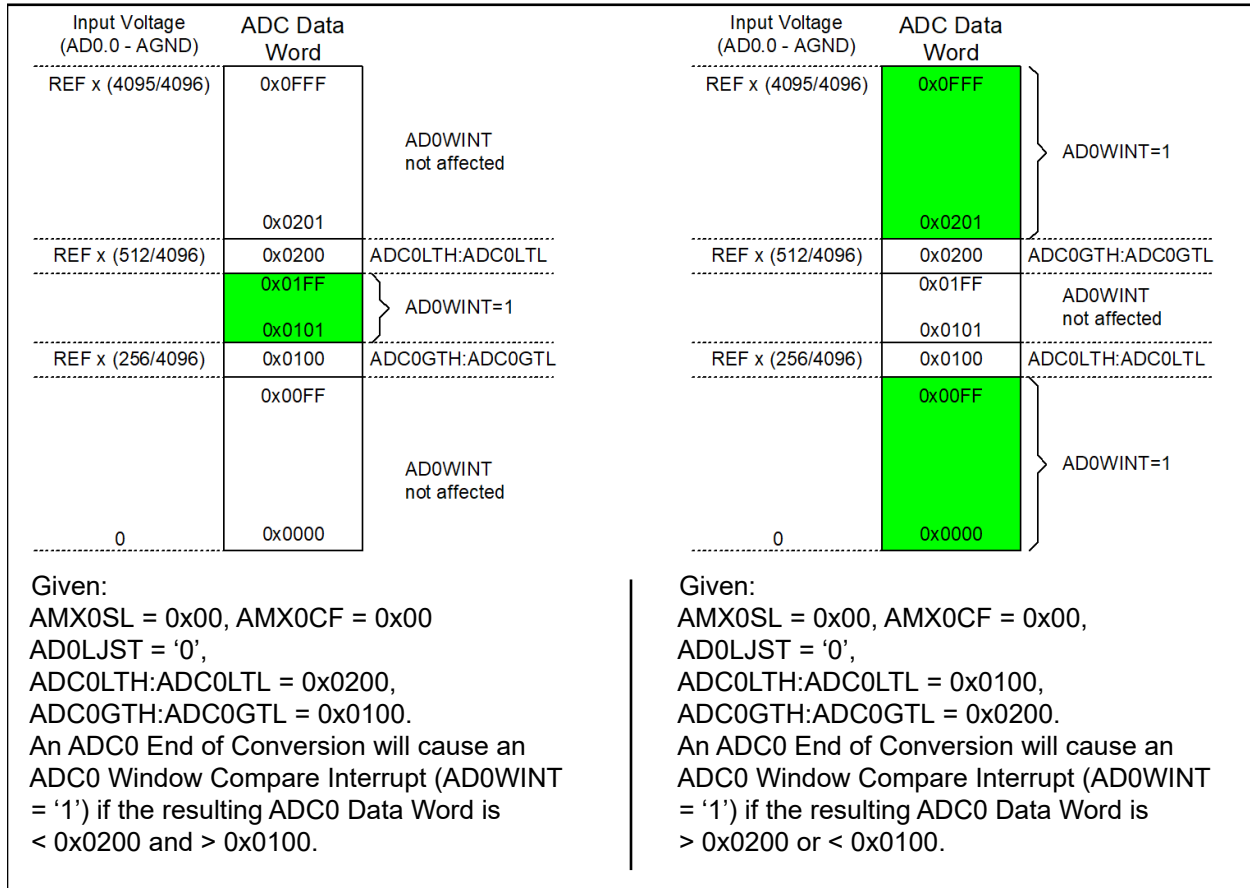 Input Voltage
(AD0.0 - AGND)
ADC Data
Word
REF x (4095/4096)
0x0FFF
AD0WINT
not affected
0x0201
REF x (512/4096)
0x0200
ADC0LTH:ADC0LTL
0x01FF
AD0WINT=1
0x0101
REF x (256/4096)
0x0100
ADC0GTH:ADC0GTL
0x00FF
AD0WINT
not affected
0
0x0000
Given:
AMX0SL = 0x00, AMX0CF = 0x00
AD0LJST = ‘0’,
ADC0LTH:ADC0LTL = 0x0200,
ADC0GTH:ADC0GTL = 0x0100.
An ADC0 End of Conversion will cause an
ADC0 Window Compare Interrupt (AD0WINT
= ‘1’) if the resulting ADC0 Data Word is
< 0x0200 and > 0x0100.
Input Voltage
(AD0.0 - AGND)
ADC Data
Word
REF x (4095/4096)
0x0FFF
AD0WINT=1
0x0201
REF x (512/4096)
0x0200
ADC0GTH:ADC0GTL
0x01FF
AD0WINT
not affected
0x0101
REF x (256/4096)
0x0100
ADC0LTH:ADC0LTL
0x00FF
AD0WINT=1
0
0x0000
Given:
AMX0SL = 0x00, AMX0CF = 0x00,
AD0LJST = ‘0’,
ADC0LTH:ADC0LTL = 0x0100,
ADC0GTH:ADC0GTL = 0x0200.
An ADC0 End of Conversion will cause an
ADC0 Window Compare Interrupt (AD0WINT
= ‘1’) if the resulting ADC0 Data Word is
> 0x0200 or < 0x0100.